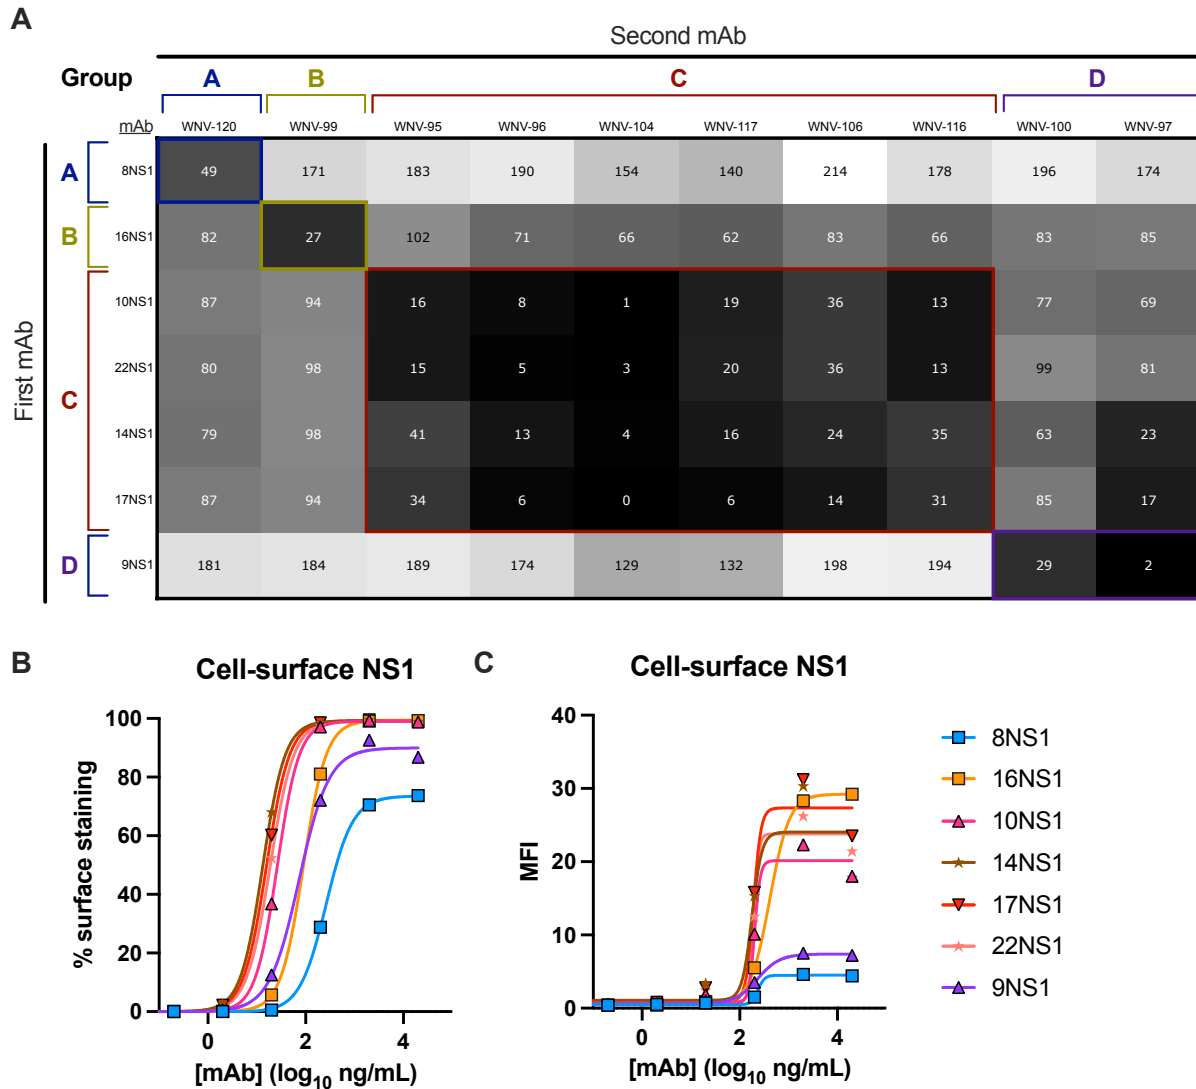 A
Second mAb
Group A B C D
mAb WNV-120 WNV-99 WNV-95 WNV-96 WNV-104 WNV-117 WNV-106 WNV-116 WNV-100 WNV-97
First mAb
A 8NS1 49 171 183 190 154 140 214 178 196 174
B 16NS1 82 27 102 71 66 62 83 66 83 85
10NS1 87 94 16 8 1 19 36 13 77 69
22NS1 80 98 15 5 3 20 36 13 99 81
C
14NS1 79 98 41 13 4 16 24 35 63 23
17NS1 87 94 34 6 0 6 14 31 85 17
D 9NS1 181 184 189 174 129 132 198 194 29 2
B
Cell-surface NS1
% surface staining
100
80
60
40
20
0
0 2 4
[mAb] (log10 ng/mL)
C
Cell-surface NS1
MFI
40
30
20
10
0
0 2 4
[mAb] (log10 ng/mL)
8NS1
16NS1
10NS1
14NS1
17NS1
22NS1
9NS1